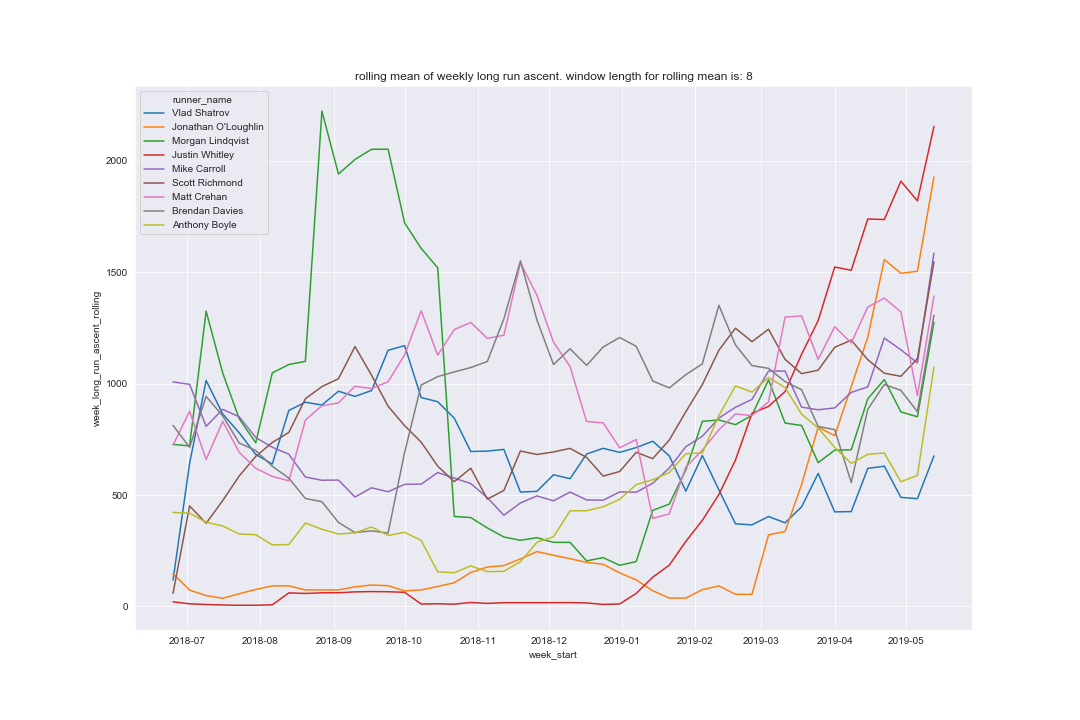 rolling mean of weekly long run ascent. window length for rolling mean is: 8
runner_name
Vlad Shatrov
Jonathan O'Loughlin
Morgan Lindqvist
Justin Whitley
Mike Carroll
Scott Richmond
Matt Crehan
Brendan Davies
Anthony Boyle
week_long_run_ascent_rolling
2000
1500
1000
500
0
2018-07 2018-08 2018-09 2018-10 2018-11 2018-12 2019-01 2019-02 2019-03 2019-04 2019-05
week_start